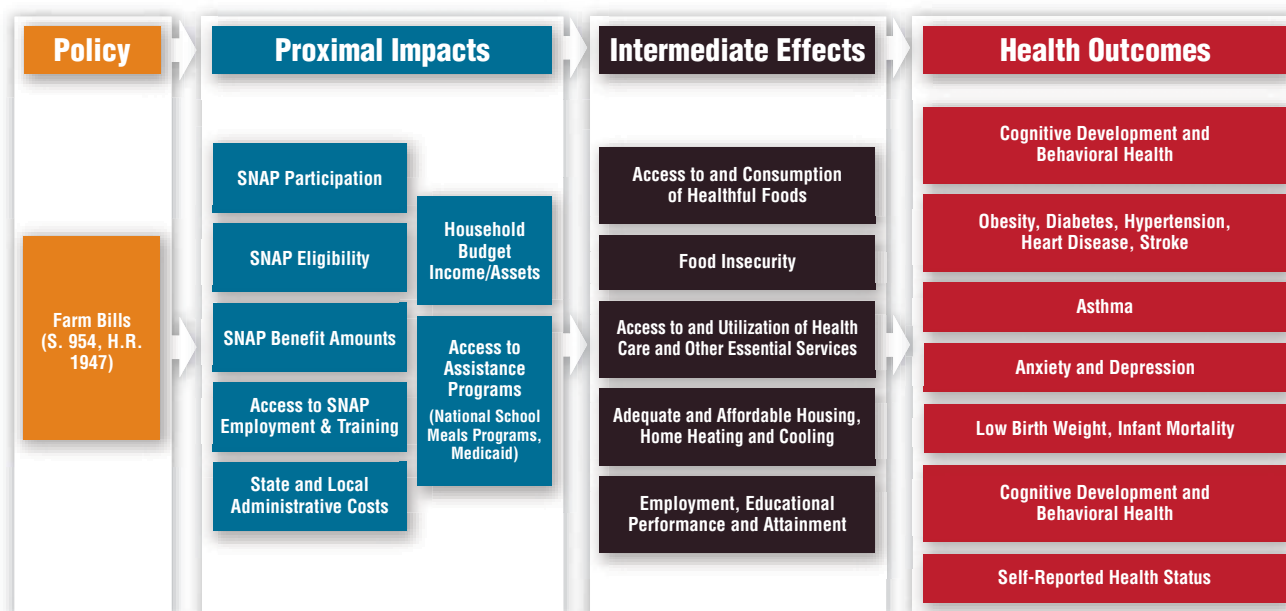 Policy
Proximal Impacts
Intermediate Effects
Health Outcomes
Farm Bills
(S. 954, H.R.
1947)
SNAP Participation
SNAP Eligibility
SNAP Benefit Amounts
Access to SNAP
Employment & Training
State and Local
Administrative Costs
Household
Budget
Income/Assets
Access to
Assistance
Programs
(National School
Meals Programs,
Medicaid)
Access to and Consumption
of Healthful Foods
Food Insecurity
Access to and Utilization of Health
Care and Other Essential Services
Adequate and Affordable Housing,
Home Heating and Cooling
Employment, Educational
Performance and Attainment
Cognitive Development and
Behavioral Health
Obesity, Diabetes, Hypertension,
Heart Disease, Stroke
Asthma
Anxiety and Depression
Low Birth Weight, Infant Mortality
Cognitive Development and
Behavioral Health
Self-Reported Health Status